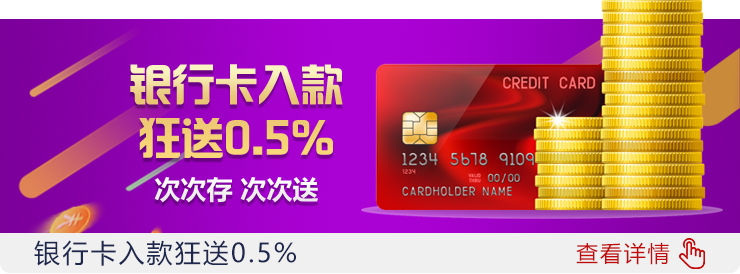 银行卡入款
狂送0.5%
次次存 次次送
CREDIT CARD
1234 5678 9109
1234
VALID THRU 00/00
CARDHOLDER NAME
银行卡入款狂送0.5%
查看详情